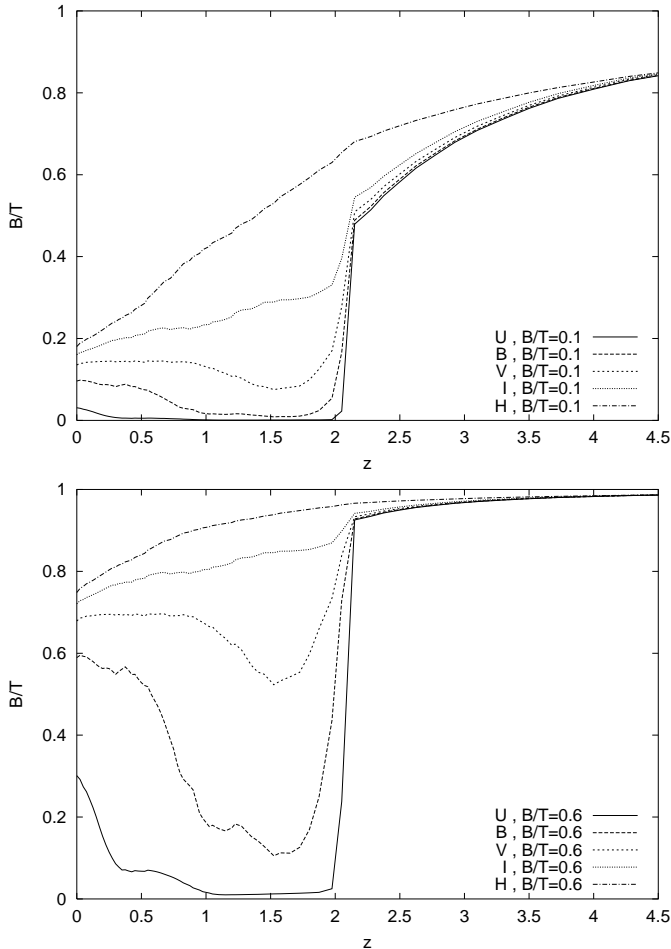 1
0.8
0.6
0.4
0.2
0
B/T
U , B/T=0.1
B , B/T=0.1
V , B/T=0.1
I , B/T=0.1
H , B/T=0.1
0 0.5 1 1.5 2 2.5 3 3.5 4 4.5
z
1
0.8
0.6
0.4
0.2
0
B/T
U , B/T=0.6
B , B/T=0.6
V , B/T=0.6
I , B/T=0.6
H , B/T=0.6
0 0.5 1 1.5 2 2.5 3 3.5 4 4.5
z